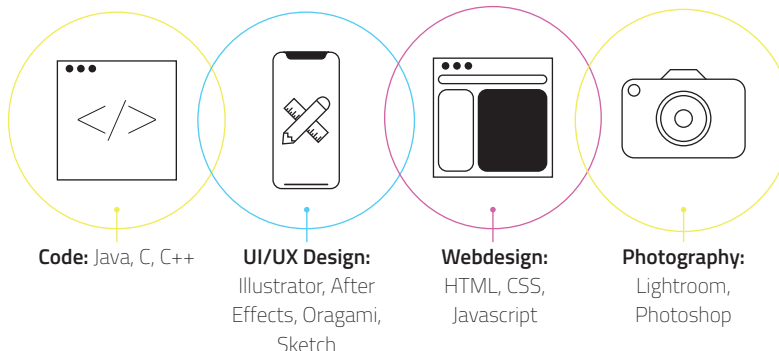 </>
Code: Java, C, C++
UI/UX Design:
Illustrator, After
Effects, Oragami,
Sketch
Webdesign:
HTML, CSS,
Javascript
Photography:
Lightroom,
Photoshop